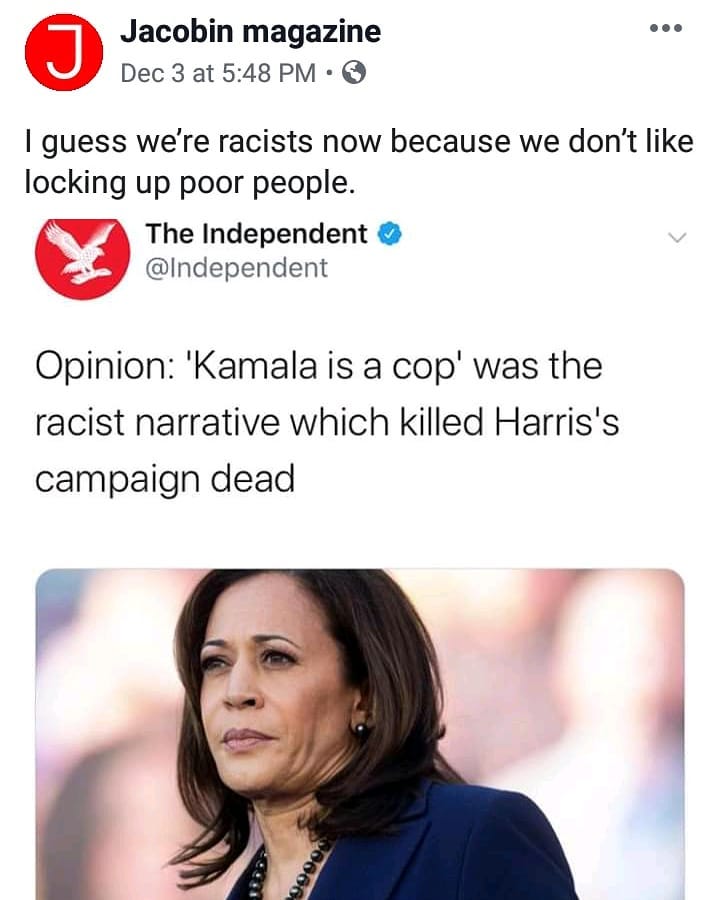 J
Jacobin magazine
Dec 3 at 5:48 PM •
I guess we’re racists now because we don’t like
locking up poor people.
The Independent
@Independent
Opinion: 'Kamala is a cop' was the
racist narrative which killed Harris's
campaign dead